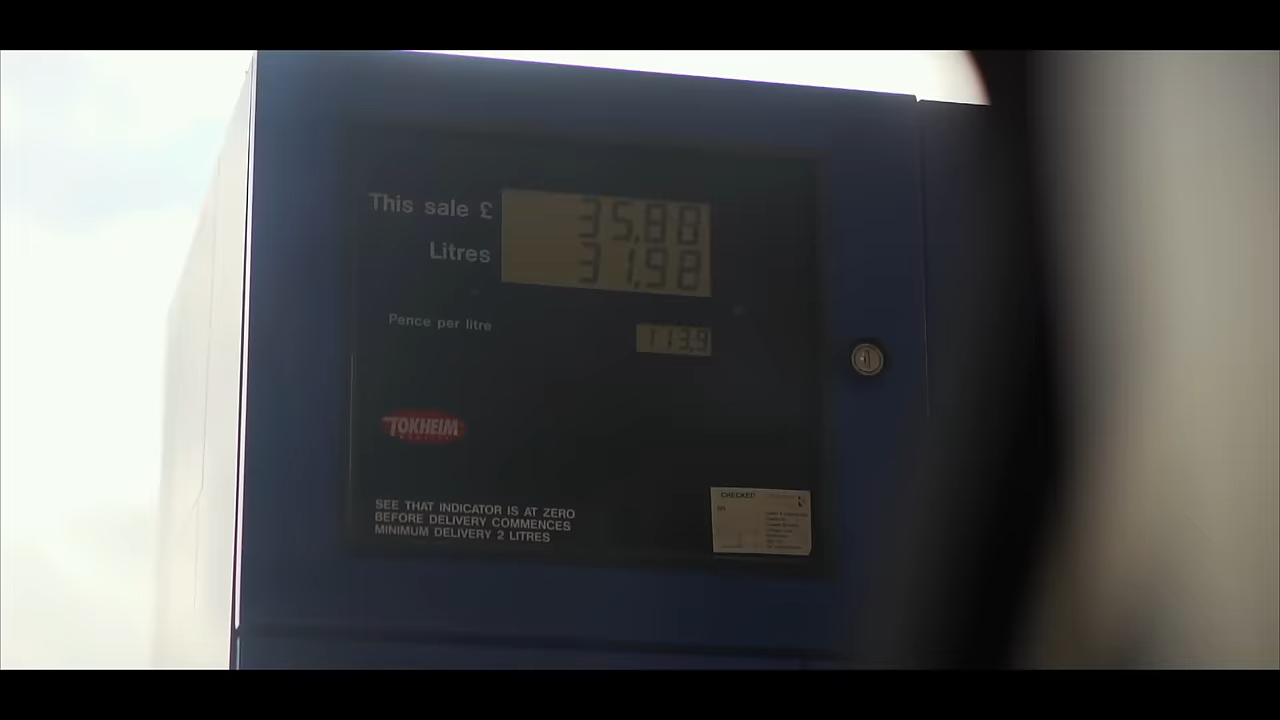 This sale £ 35.88
Litres 31.98
Pence per litre 113.9
TOKHEIM
SEE THAT INDICATOR IS AT ZERO
BEFORE DELIVERY COMMENCES
MINIMUM DELIVERY 2 LITRES
CHECKED